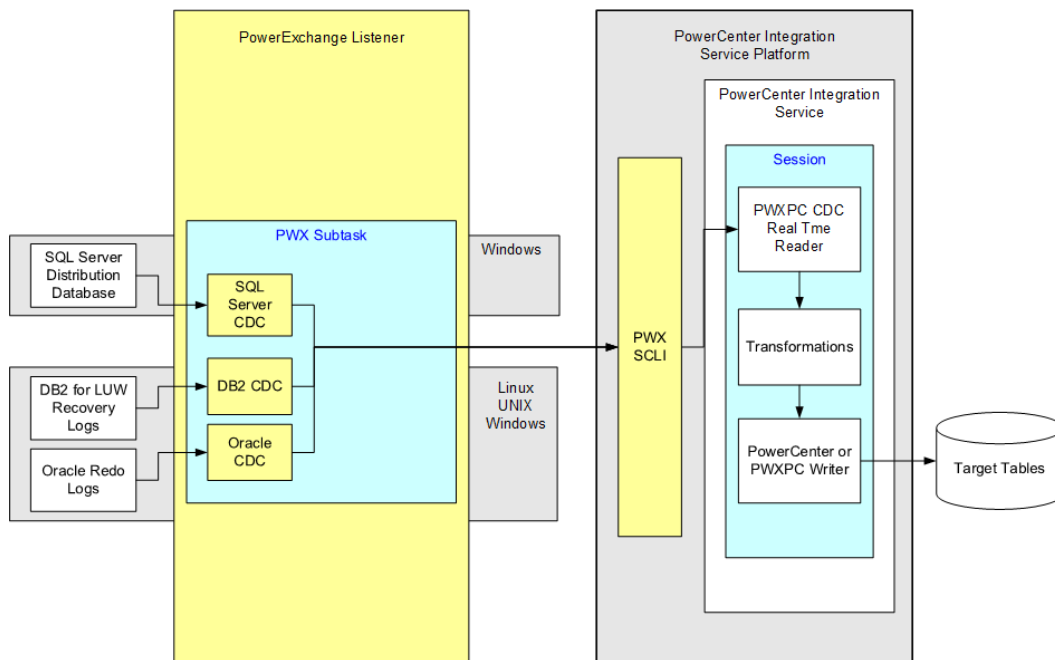 PowerExchange Listener
PowerCenter Integration
Service Platform
PowerCenter Integration
Service
Session
PWXPC CDC
Real Tme
Reader
PWX Subtask
Windows
SQL Server
Distribution
Database
SQL
Server
CDC
Transformations
PWX
SCLI
DB2 for LUW
Recovery
Logs
DB2 CDC
Linux
UNIX
Windows
Oracle Redo
Logs
Oracle
CDC
PowerCenter or
PWXPC Writer
Target Tables